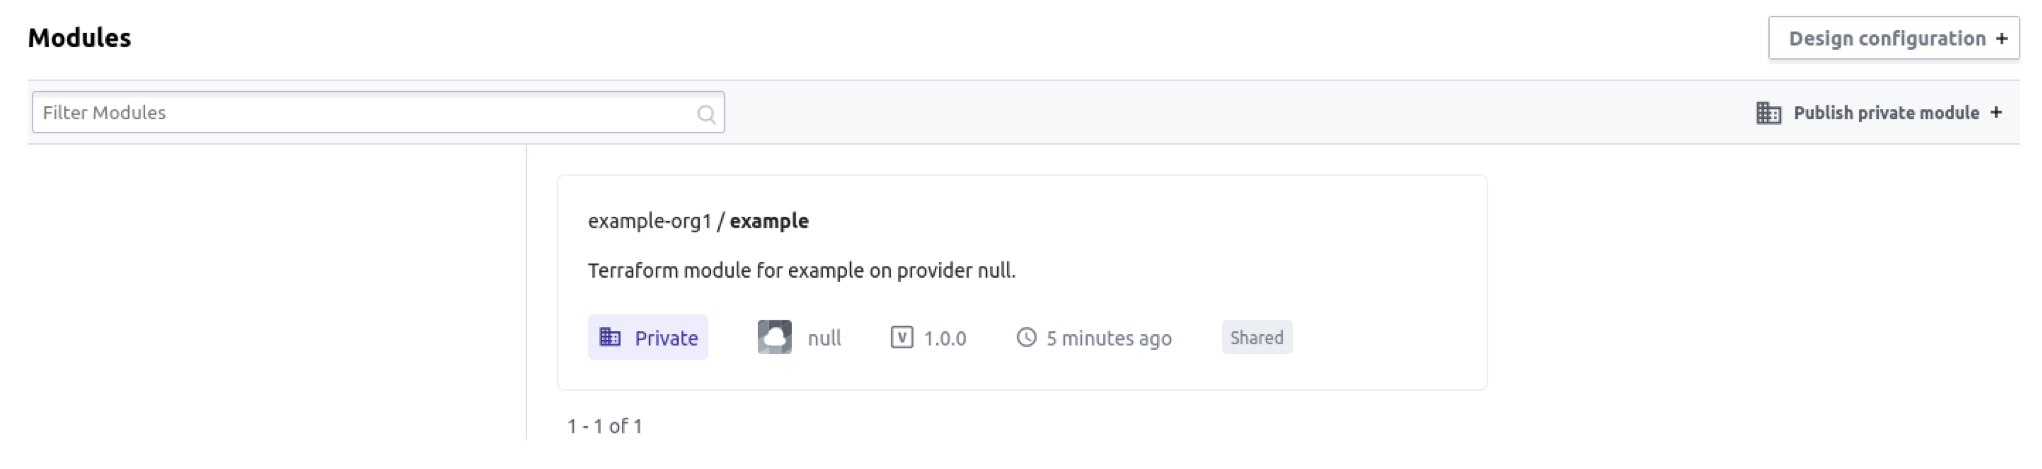 Modules
Design configuration +
Filter Modules
Publish private module +
example-org1 / example
Terraform module for example on provider null.
Private null V 1.0.0 5 minutes ago Shared
1 - 1 of 1